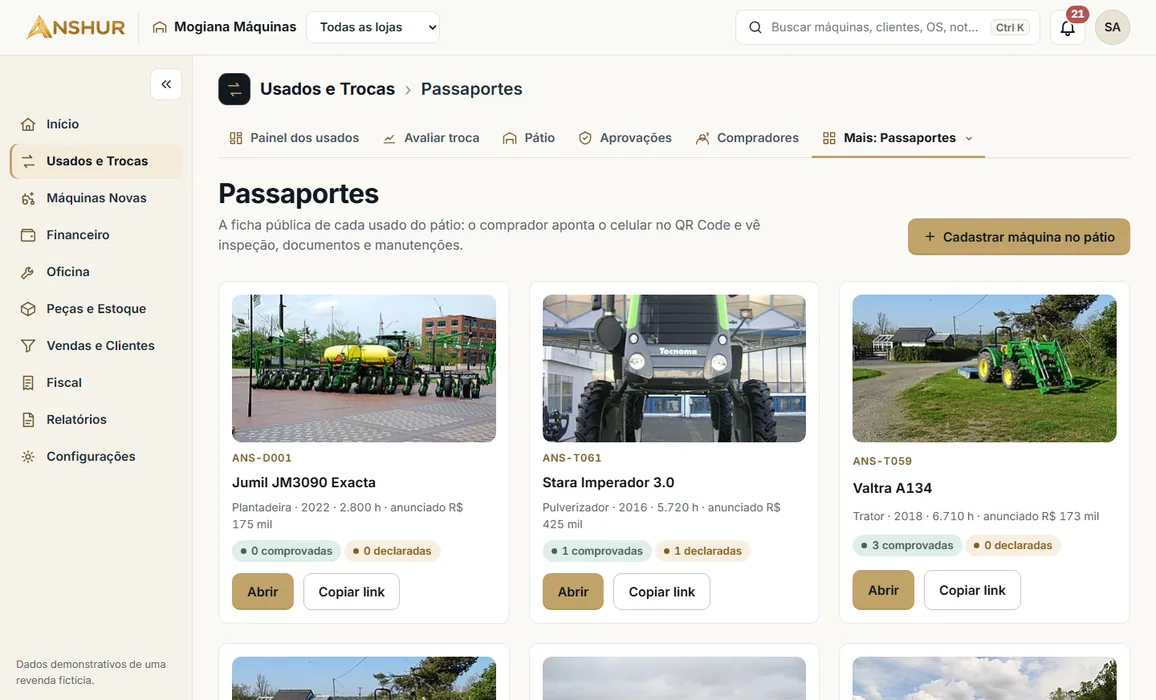 ANSHUR
Mogiana Máquinas
Todas as lojas
Buscar máquinas, clientes, OS, not...
Ctrl K
21
SA
Início
Usados e Trocas
Máquinas Novas
Financeiro
Oficina
Peças e Estoque
Vendas e Clientes
Fiscal
Relatórios
Configurações
Dados demonstrativos de uma
revenda fictícia.
Usados e Trocas › Passaportes
Painel dos usados
Avaliar troca
Pátio
Aprovações
Compradores
Mais: Passaportes
Passaportes
A ficha pública de cada usado do pátio: o comprador aponta o celular no QR Code e vê
inspeção, documentos e manutenções.
+ Cadastrar máquina no pátio
ANS-D001
Jumil JM3090 Exacta
Plantadeira · 2022 · 2.800 h · anunciado R$
175 mil
0 comprovadas
0 declaradas
Abrir
Copiar link
Tecnoma
ANS-T061
Stara Imperador 3.0
Pulverizador · 2016 · 5.720 h · anunciado R$
425 mil
1 comprovadas
1 declaradas
Abrir
Copiar link
ANS-T059
Valtra A134
Trator · 2018 · 6.710 h · anunciado R$ 173 mil
3 comprovadas
0 declaradas
Abrir
Copiar link